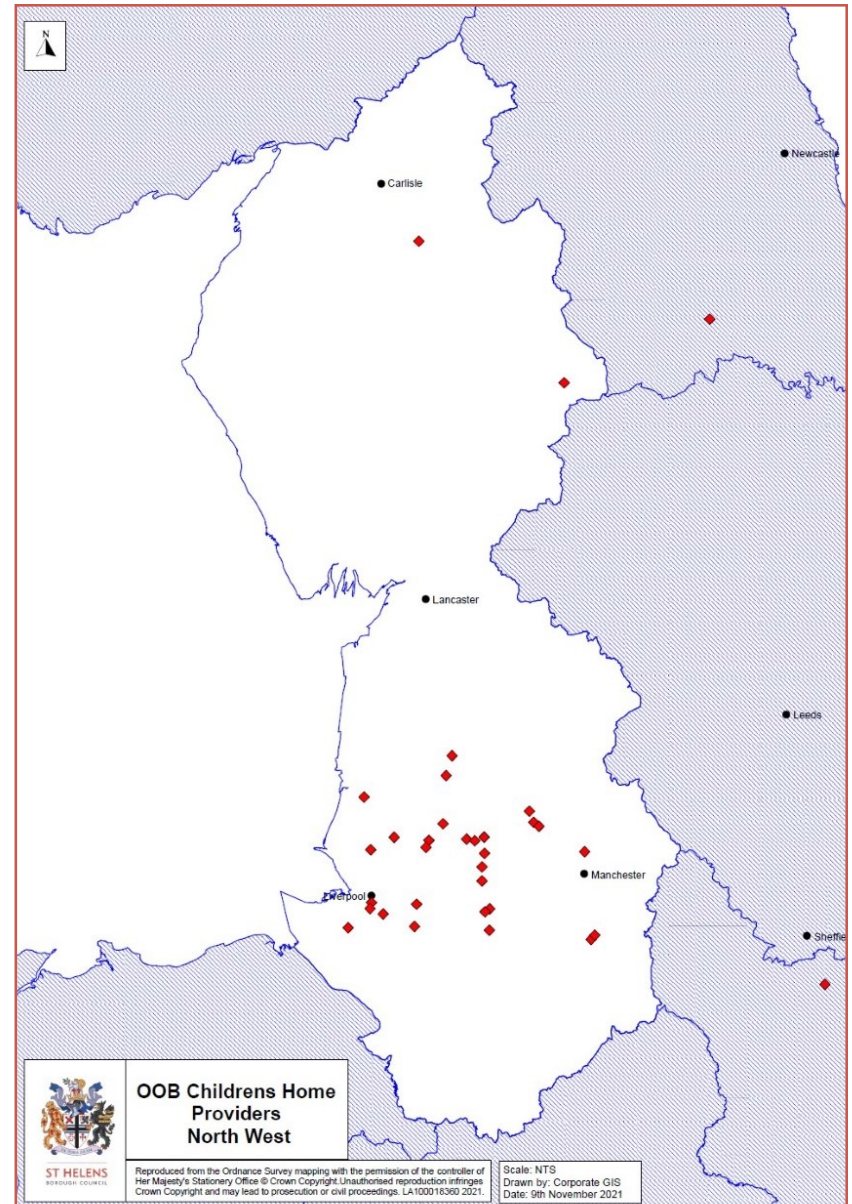 N
Newcastle
Carlisle
Lancaster
Leeds
Manchester
Liverpool
Sheffie
OOB Childrens Home
Providers
North West
ST HELENS
BOROUGH COUNCIL
Reproduced from the Ordnance Survey mapping with the permission of the controller of
Her Majesty's Stationery Office © Crown Copyright.Unauthorised reproduction infringes
Crown Copyright and may lead to prosecution or civil proceedings. LA100018360 2021.
Scale: NTS
Drawn by: Corporate GIS
Date: 9th November 2021